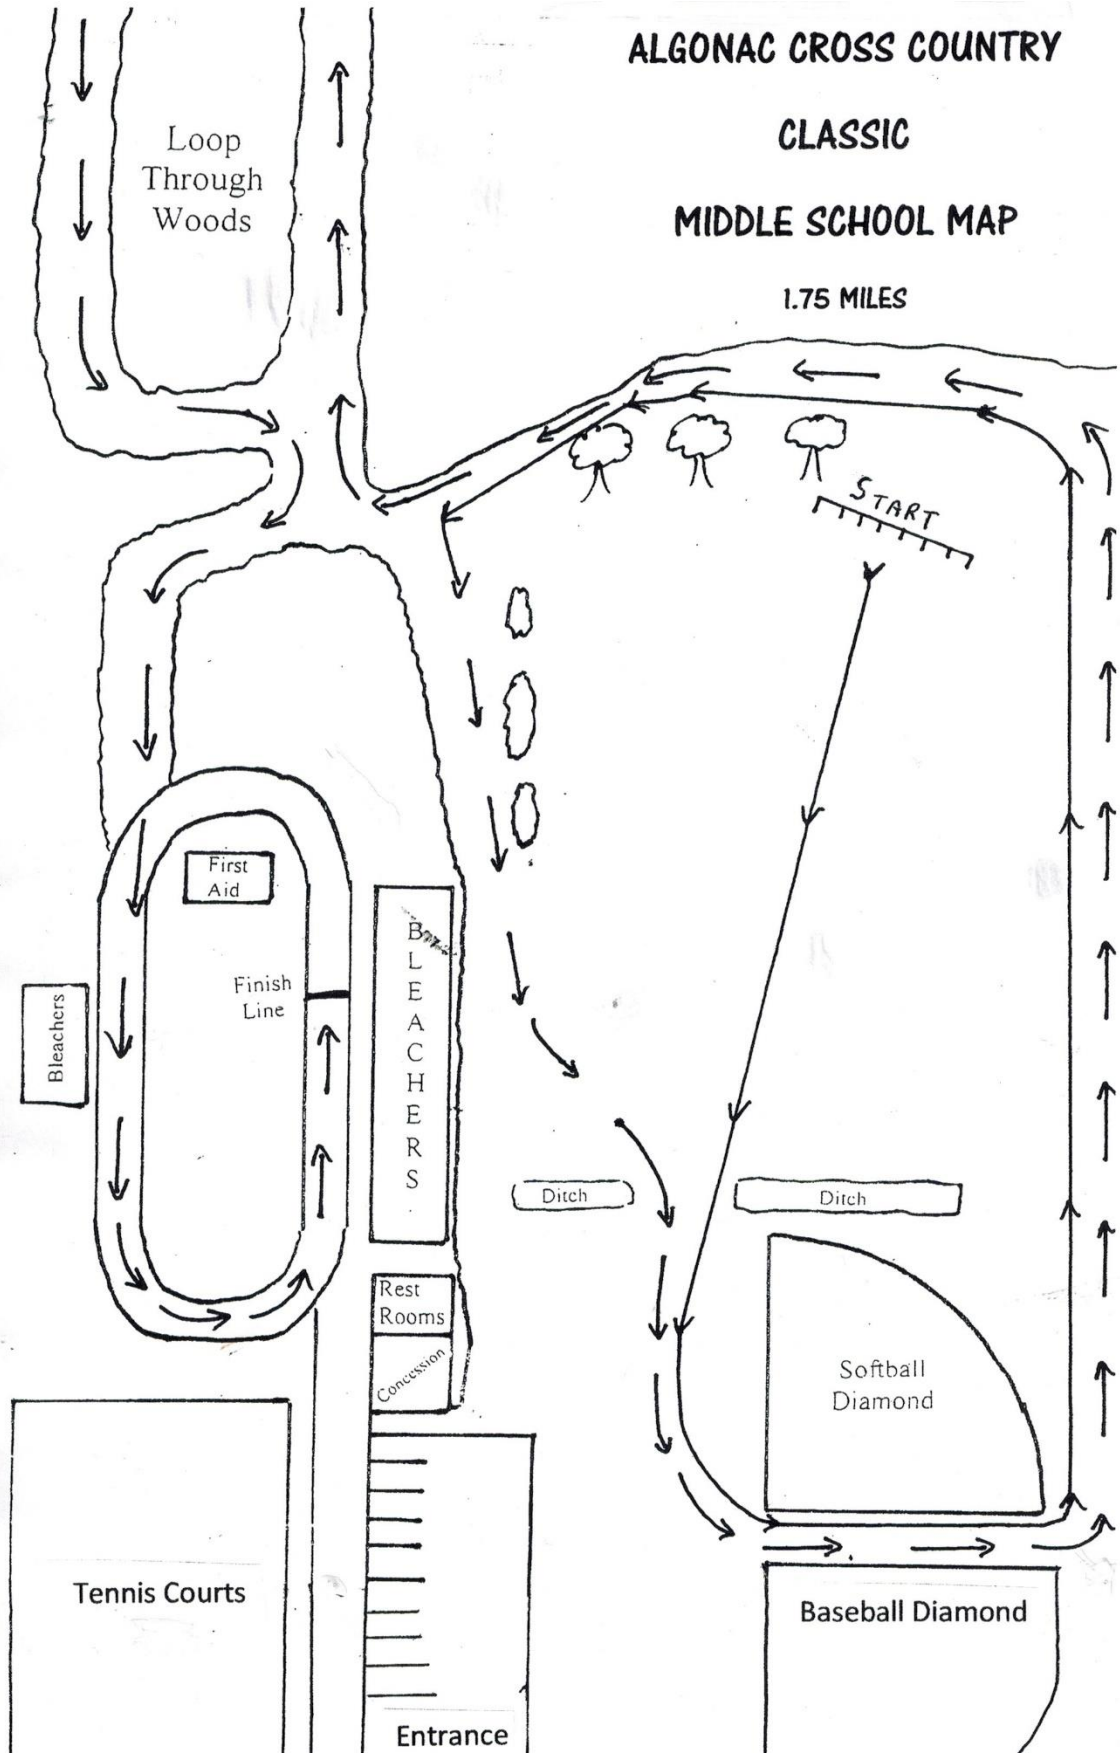 ALGONAC CROSS COUNTRY
CLASSIC
MIDDLE SCHOOL MAP
1.75 MILES
Loop
Through
Woods
START
First
Aid
Finish
Line
Bleachers
BLEACHERS
Ditch
Ditch
Rest
Rooms
Concession
Softball
Diamond
Tennis Courts
Baseball Diamond
Entrance